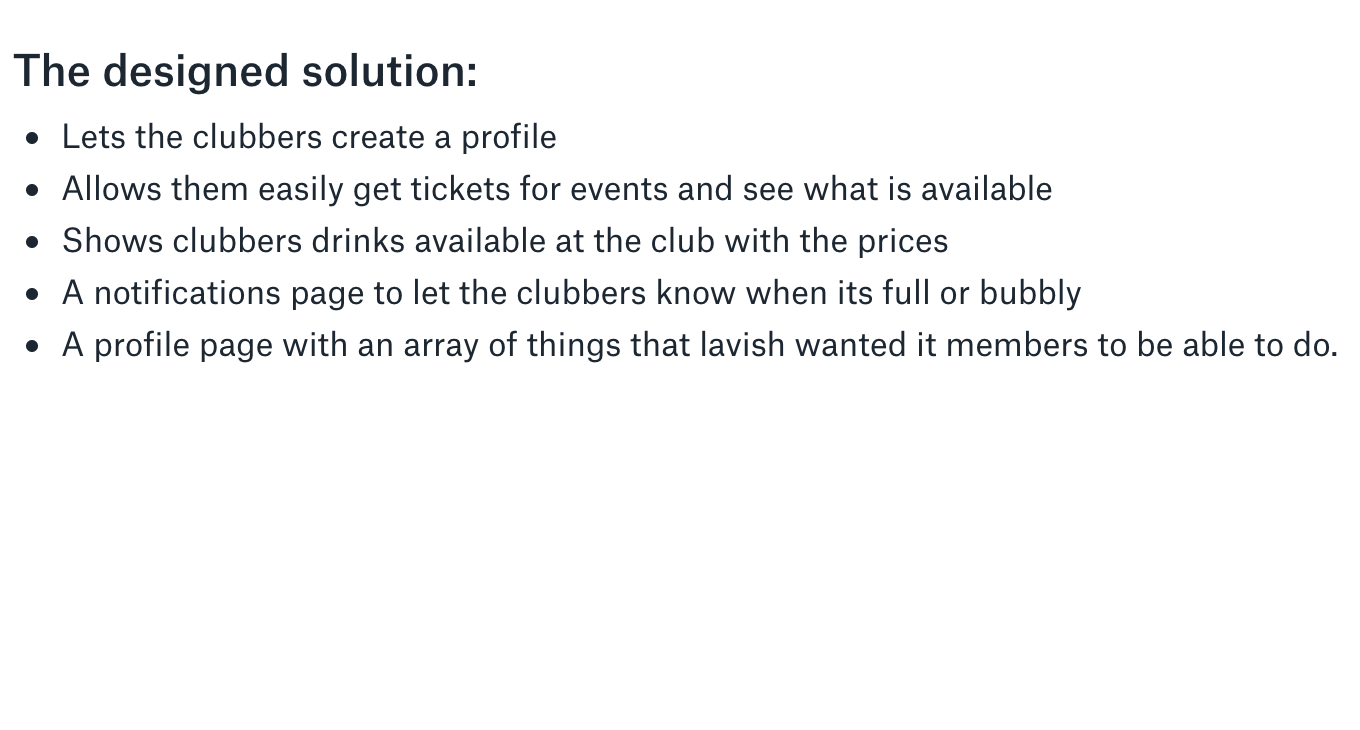 The designed solution:
• Lets the clubbers create a profile
• Allows them easily get tickets for events and see what is available
• Shows clubbers drinks available at the club with the prices
• A notifications page to let the clubbers know when its full or bubbly
• A profile page with an array of things that lavish wanted it members to be able to do.